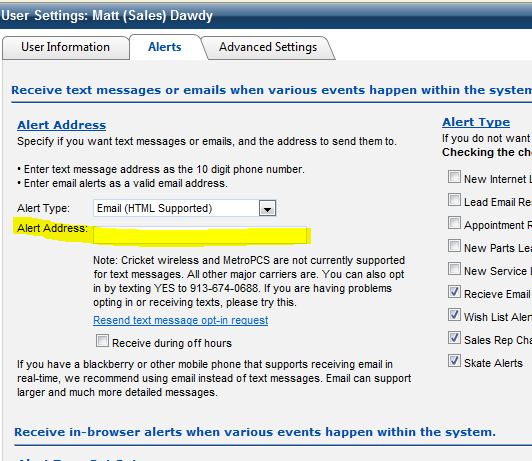 User Settings: Matt (Sales) Dawdy
User Information
Alerts
Advanced Settings
Receive text messages or emails when various events happen within the system
Alert Address
Specify if you want text messages or emails, and the address to send them to.
• Enter text message address as the 10 digit phone number.
• Enter email alerts as a valid email address.
Alert Type: Email (HTML Supported)
Alert Address:
Note: Cricket wireless and MetroPCS are not currently supported
for text messages. All other major carriers are. You can also opt
in by texting YES to 913-674-0688. If you are having problems
opting in or receiving texts, please try this.
Resend text message opt-in request
Receive during off hours
If you have a blackberry or other mobile phone that supports receiving email in
real-time, we recommend using email instead of text messages. Email can support
larger and much more detailed messages.
Alert Type
If you do not want
Checking the che
New Internet L
Lead Email Res
Appointment R
New Parts Lea
New Service L
Recieve Email
Wish List Alert
Sales Rep Cha
Skate Alerts
Receive in-browser alerts when various events happen within the system.